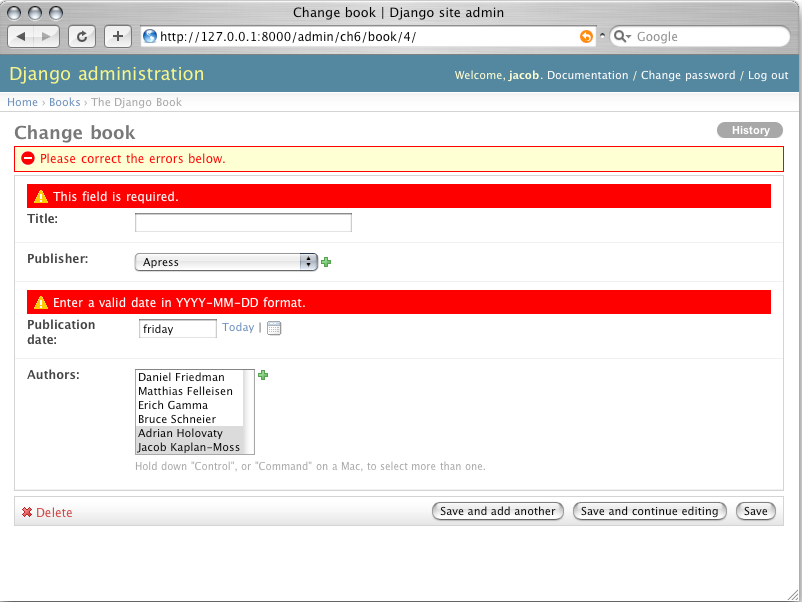 Change book | Django site admin
http://127.0.0.1:8000/admin/ch6/book/4/
Google
Django administration
Welcome, jacob. Documentation / Change password / Log out
Home › Books › The Django Book
Change book
History
Please correct the errors below.
This field is required.
Title:
Publisher:
Apress
Enter a valid date in YYYY-MM-DD format.
Publication
date:
friday
Today |
Authors:
Daniel Friedman
Matthias Felleisen
Erich Gamma
Bruce Schneier
Adrian Holovaty
Jacob Kaplan-Moss
Hold down "Control", or "Command" on a Mac, to select more than one.
Delete
Save and add another
Save and continue editing
Save